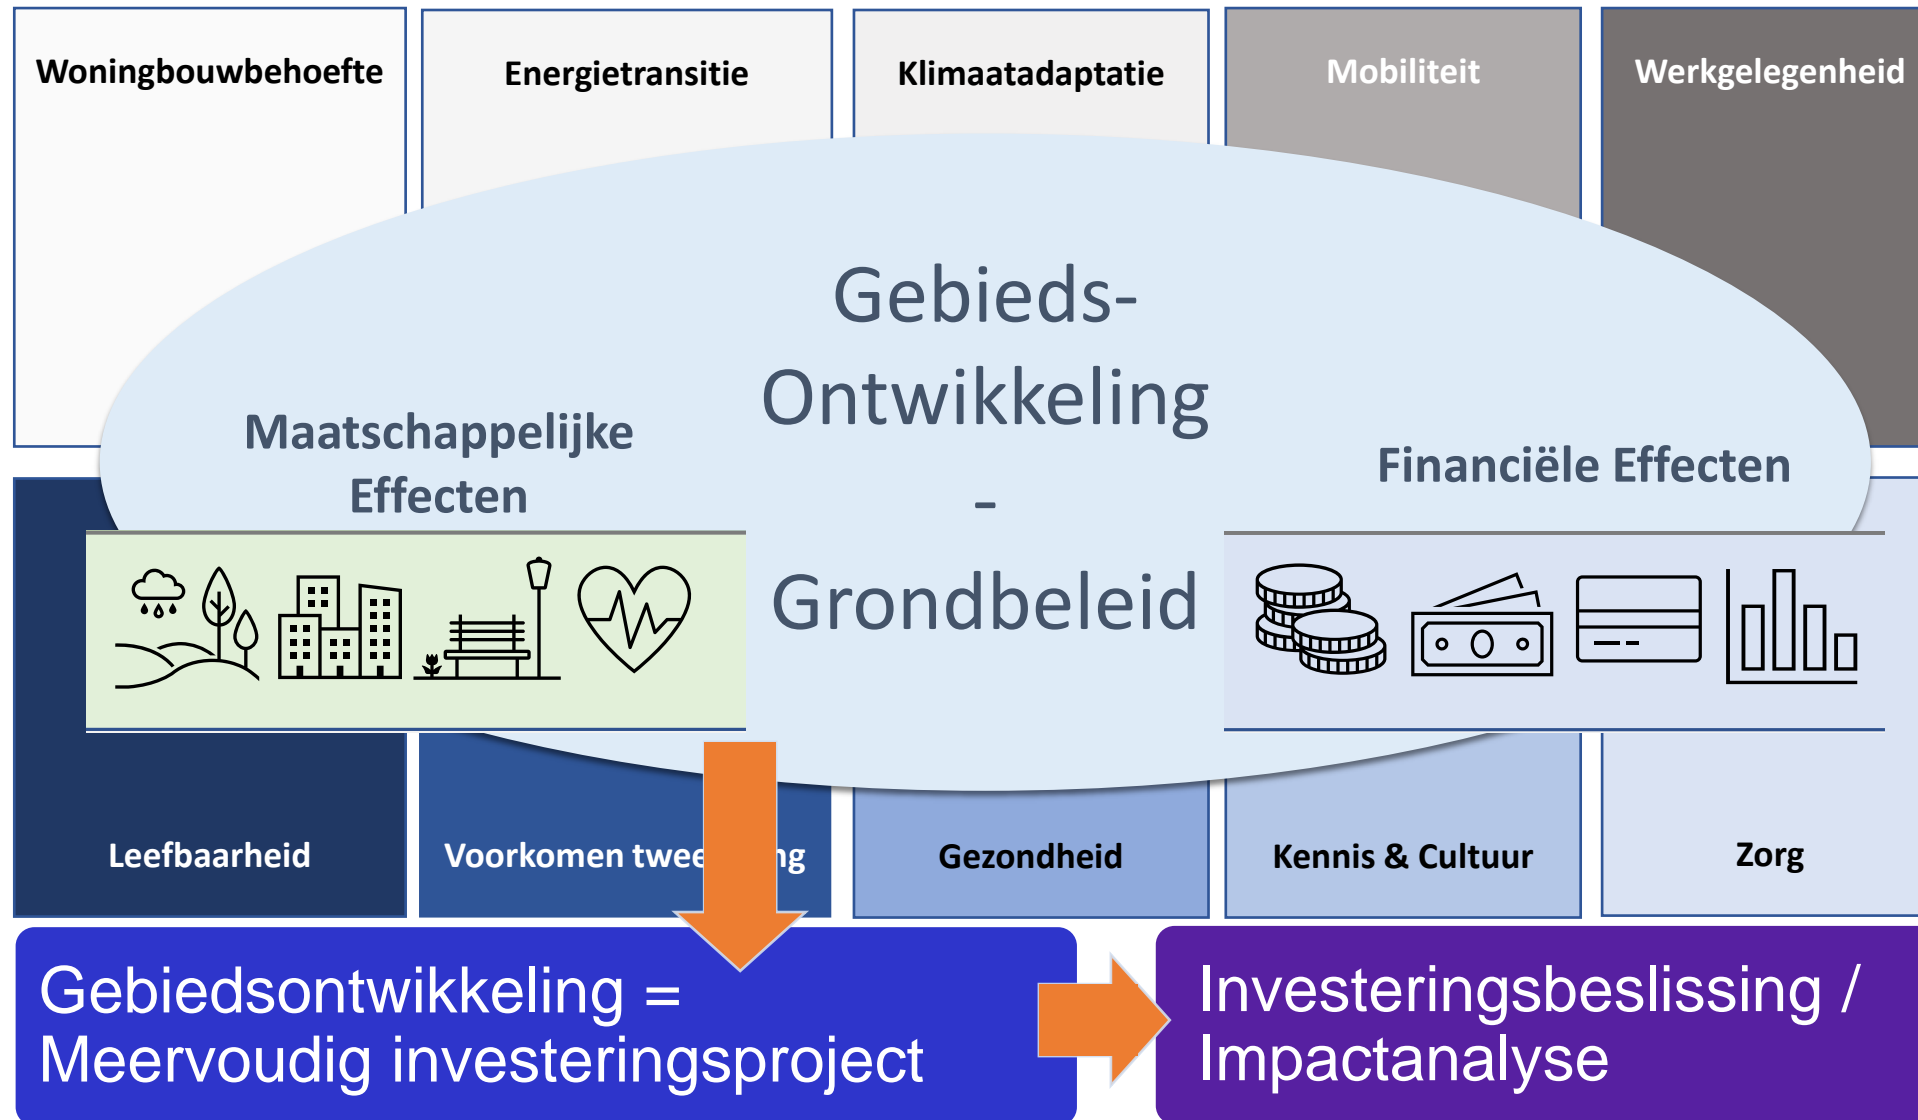 Woningbouwbehoefte
Energietransitie
Klimaatadaptatie
Mobiliteit
Werkgelegenheid
Gebieds-
Ontwikkeling
-
Grondbeleid
Maatschappelijke
Effecten
Financiële Effecten
Leefbaarheid
Voorkomen
Gezondheid
Kennis & Cultuur
Zorg
Gebiedsontwikkeling =
Meervoudig investeringsproject
Investeringsbeslissing /
Impactanalyse